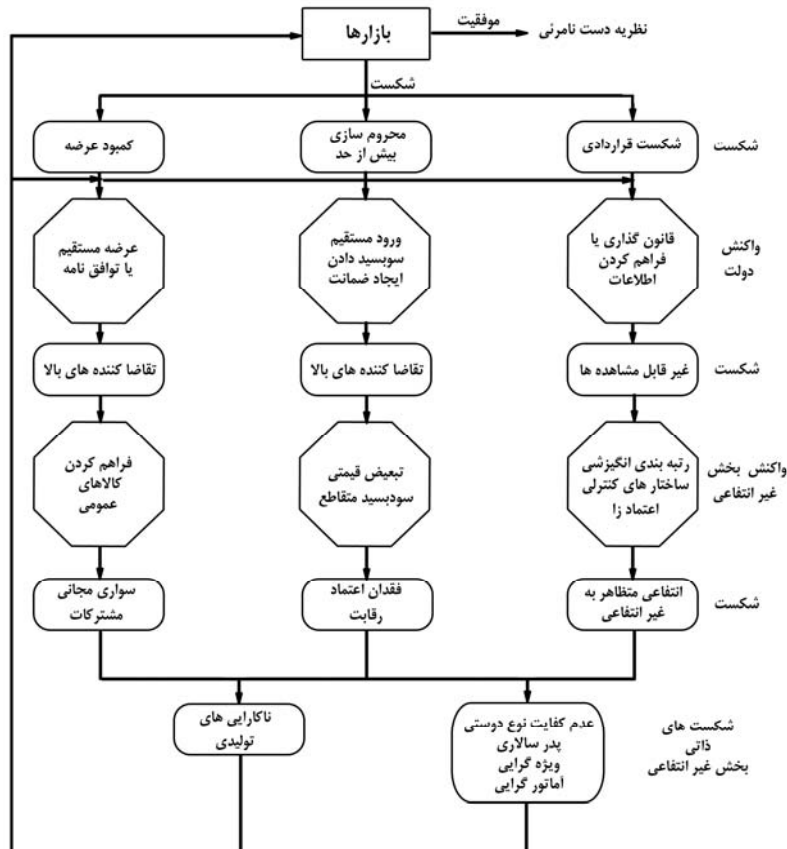 بازارها
موفقیت
نظریه دست نامرئی
شکست
شکست
شکست قراردادی
محروم سازی
بیش از حد
کمبود عرضه
واکنش
دولت
قانون گذاری یا
فراهم کردن
اطلاعات
ورود مستقیم
سوبسید دادن
ایجاد ضمانت
عرضه مستقیم
یا توافق نامه
شکست
غیر قابل مشاهده ها
تقاضا کننده های بالا
تقاضا کننده های بالا
واکنش بخش
غیر انتفاعی
رتبه بندی انگیزشی
ساختار های کنترلی
اعتماد زا
تبعیض قیمتی
سودبسید متقاطع
فراهم کردن
کالاهای
عمومی
شکست
انتفاعی متظاهر به
غیر انتفاعی
فقدان اعتماد
رقابت
سواری مجانی
مشترکات
شکست های
ذاتی
بخش غیر انتفاعی
عدم کفایت نوع دوستی
پدر سالاری
ویژه گرایی
آماتور گرایی
ناکارایی های
تولیدی